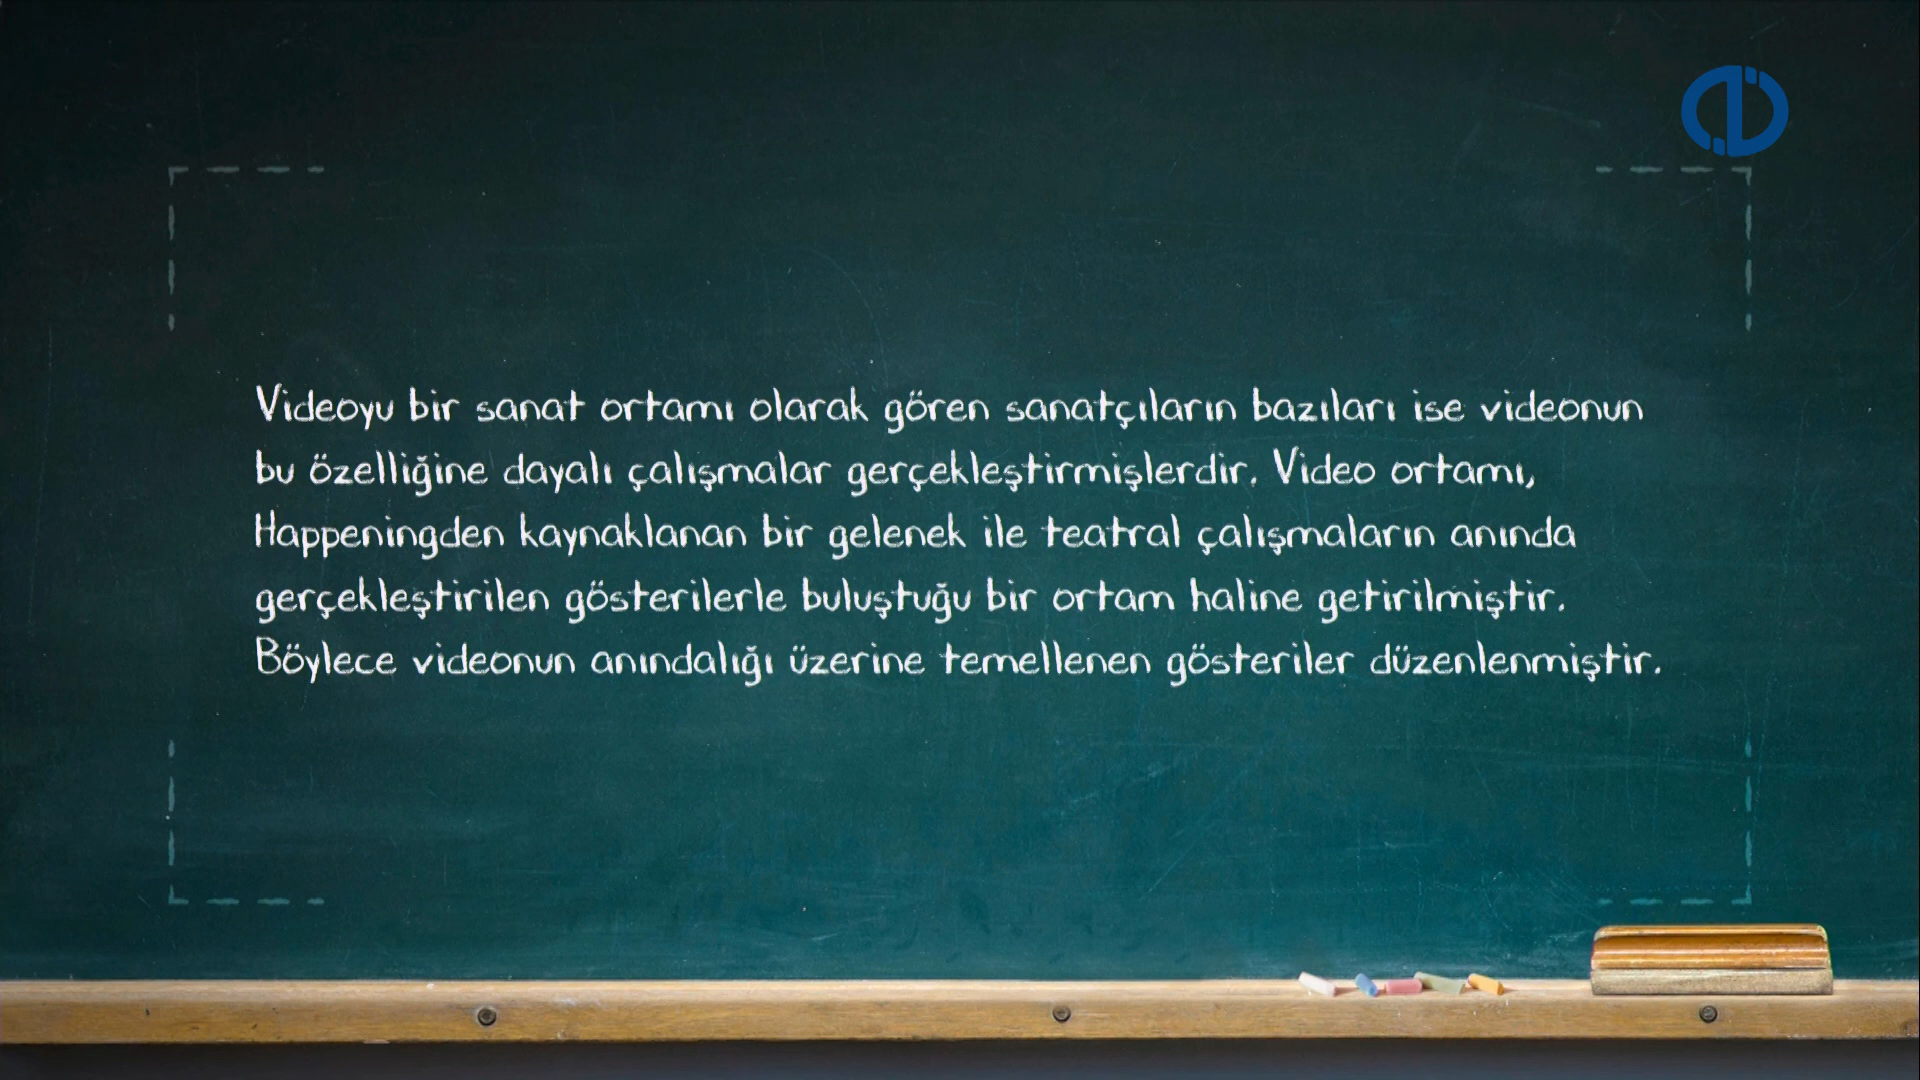 Videoyu bir sanat ortamı olarak gören sanatçıların bazıları ise videonun
bu özelliğine dayalı çalışmalar gerçekleştirmişlerdir. Video ortamı,
Happeningden kaynaklanan bir gelenek ile teatral çalışmaların anında
gerçekleştirilen gösterilerle buluştuğu bir ortam haline getirilmiştir.
Böylece videonun anındalığı üzerine temellenen gösteriler düzenlenmiştir.